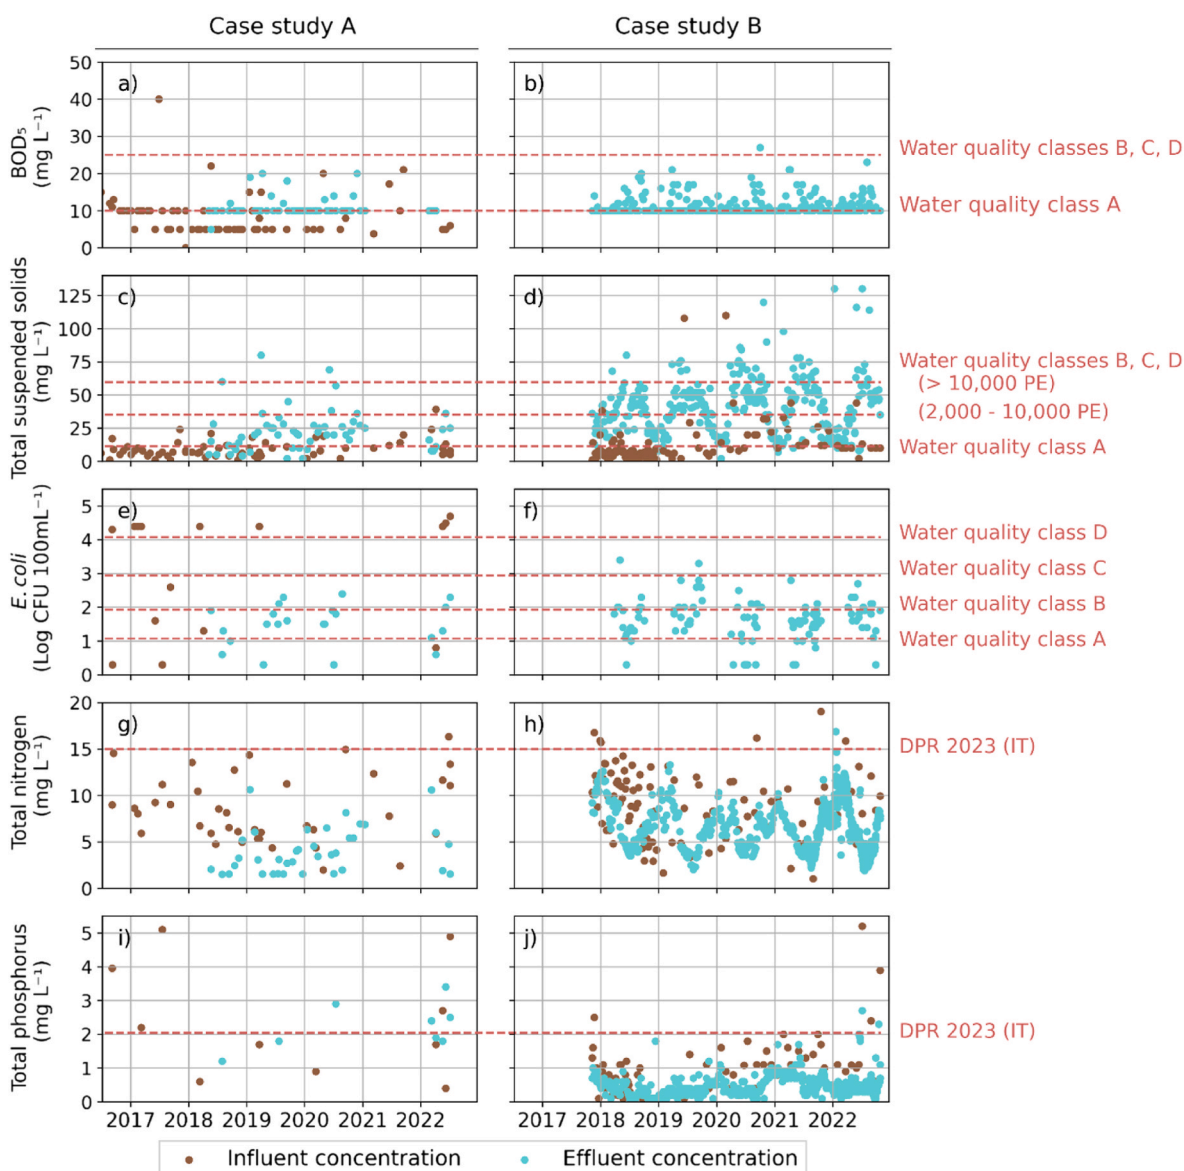 Case study A
Case study B
a)
b)
BOD₅
(mg L⁻¹)
50
40
30
20
10
0
Water quality classes B, C, D
Water quality class A
c)
d)
Total suspended solids
(mg L⁻¹)
125
100
75
50
25
0
Water quality classes B, C, D
(> 10,000 PE)
(2,000 - 10,000 PE)
Water quality class A
e)
f)
E. coli
(Log CFU 100mL⁻¹)
5
4
3
2
1
0
Water quality class D
Water quality class C
Water quality class B
Water quality class A
g)
h)
Total nitrogen
(mg L⁻¹)
20
15
10
5
0
DPR 2023 (IT)
i)
j)
Total phosphorus
(mg L⁻¹)
5
4
3
2
1
0
DPR 2023 (IT)
2017 2018 2019 2020 2021 2022
2017 2018 2019 2020 2021 2022
Influent concentration
Effluent concentration